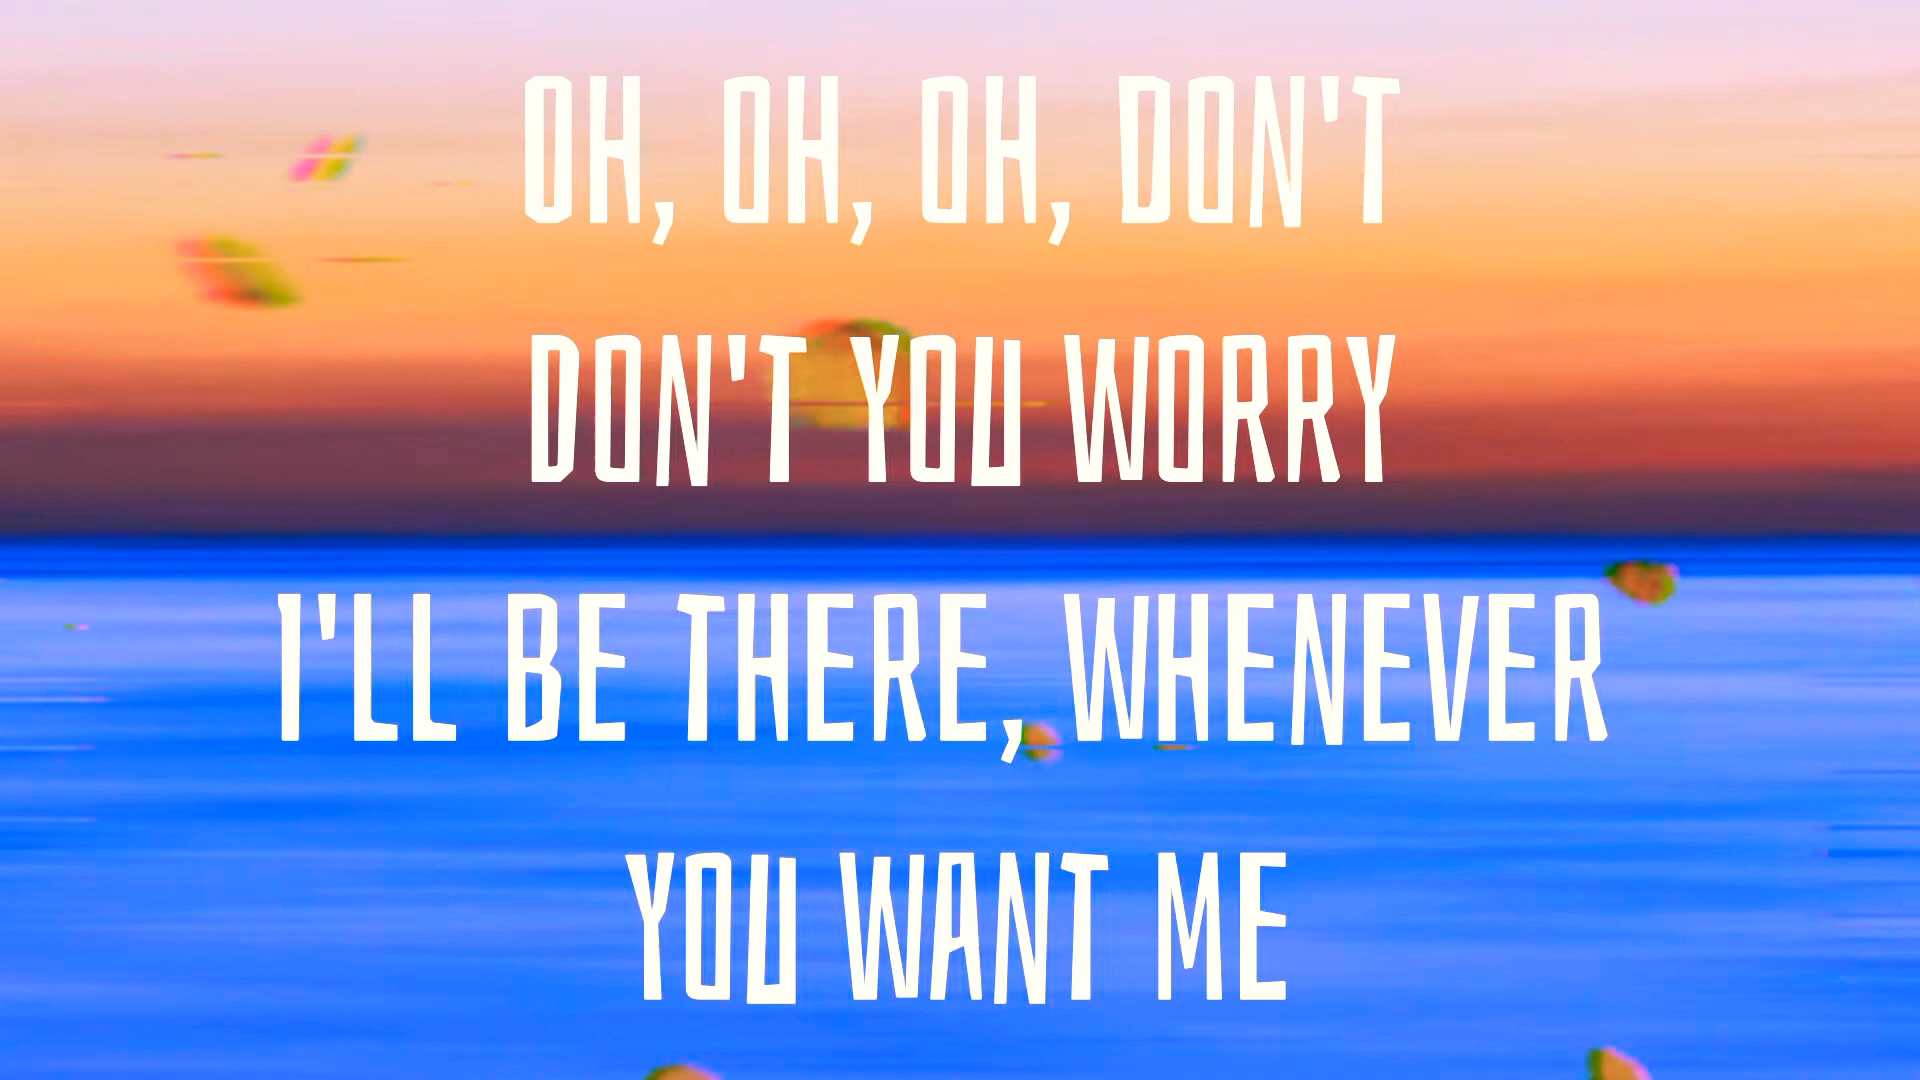 OH, OH, OH, DON'T
DON'T YOU WORRY
I'LL BE THERE, WHENEVER
YOU WANT ME